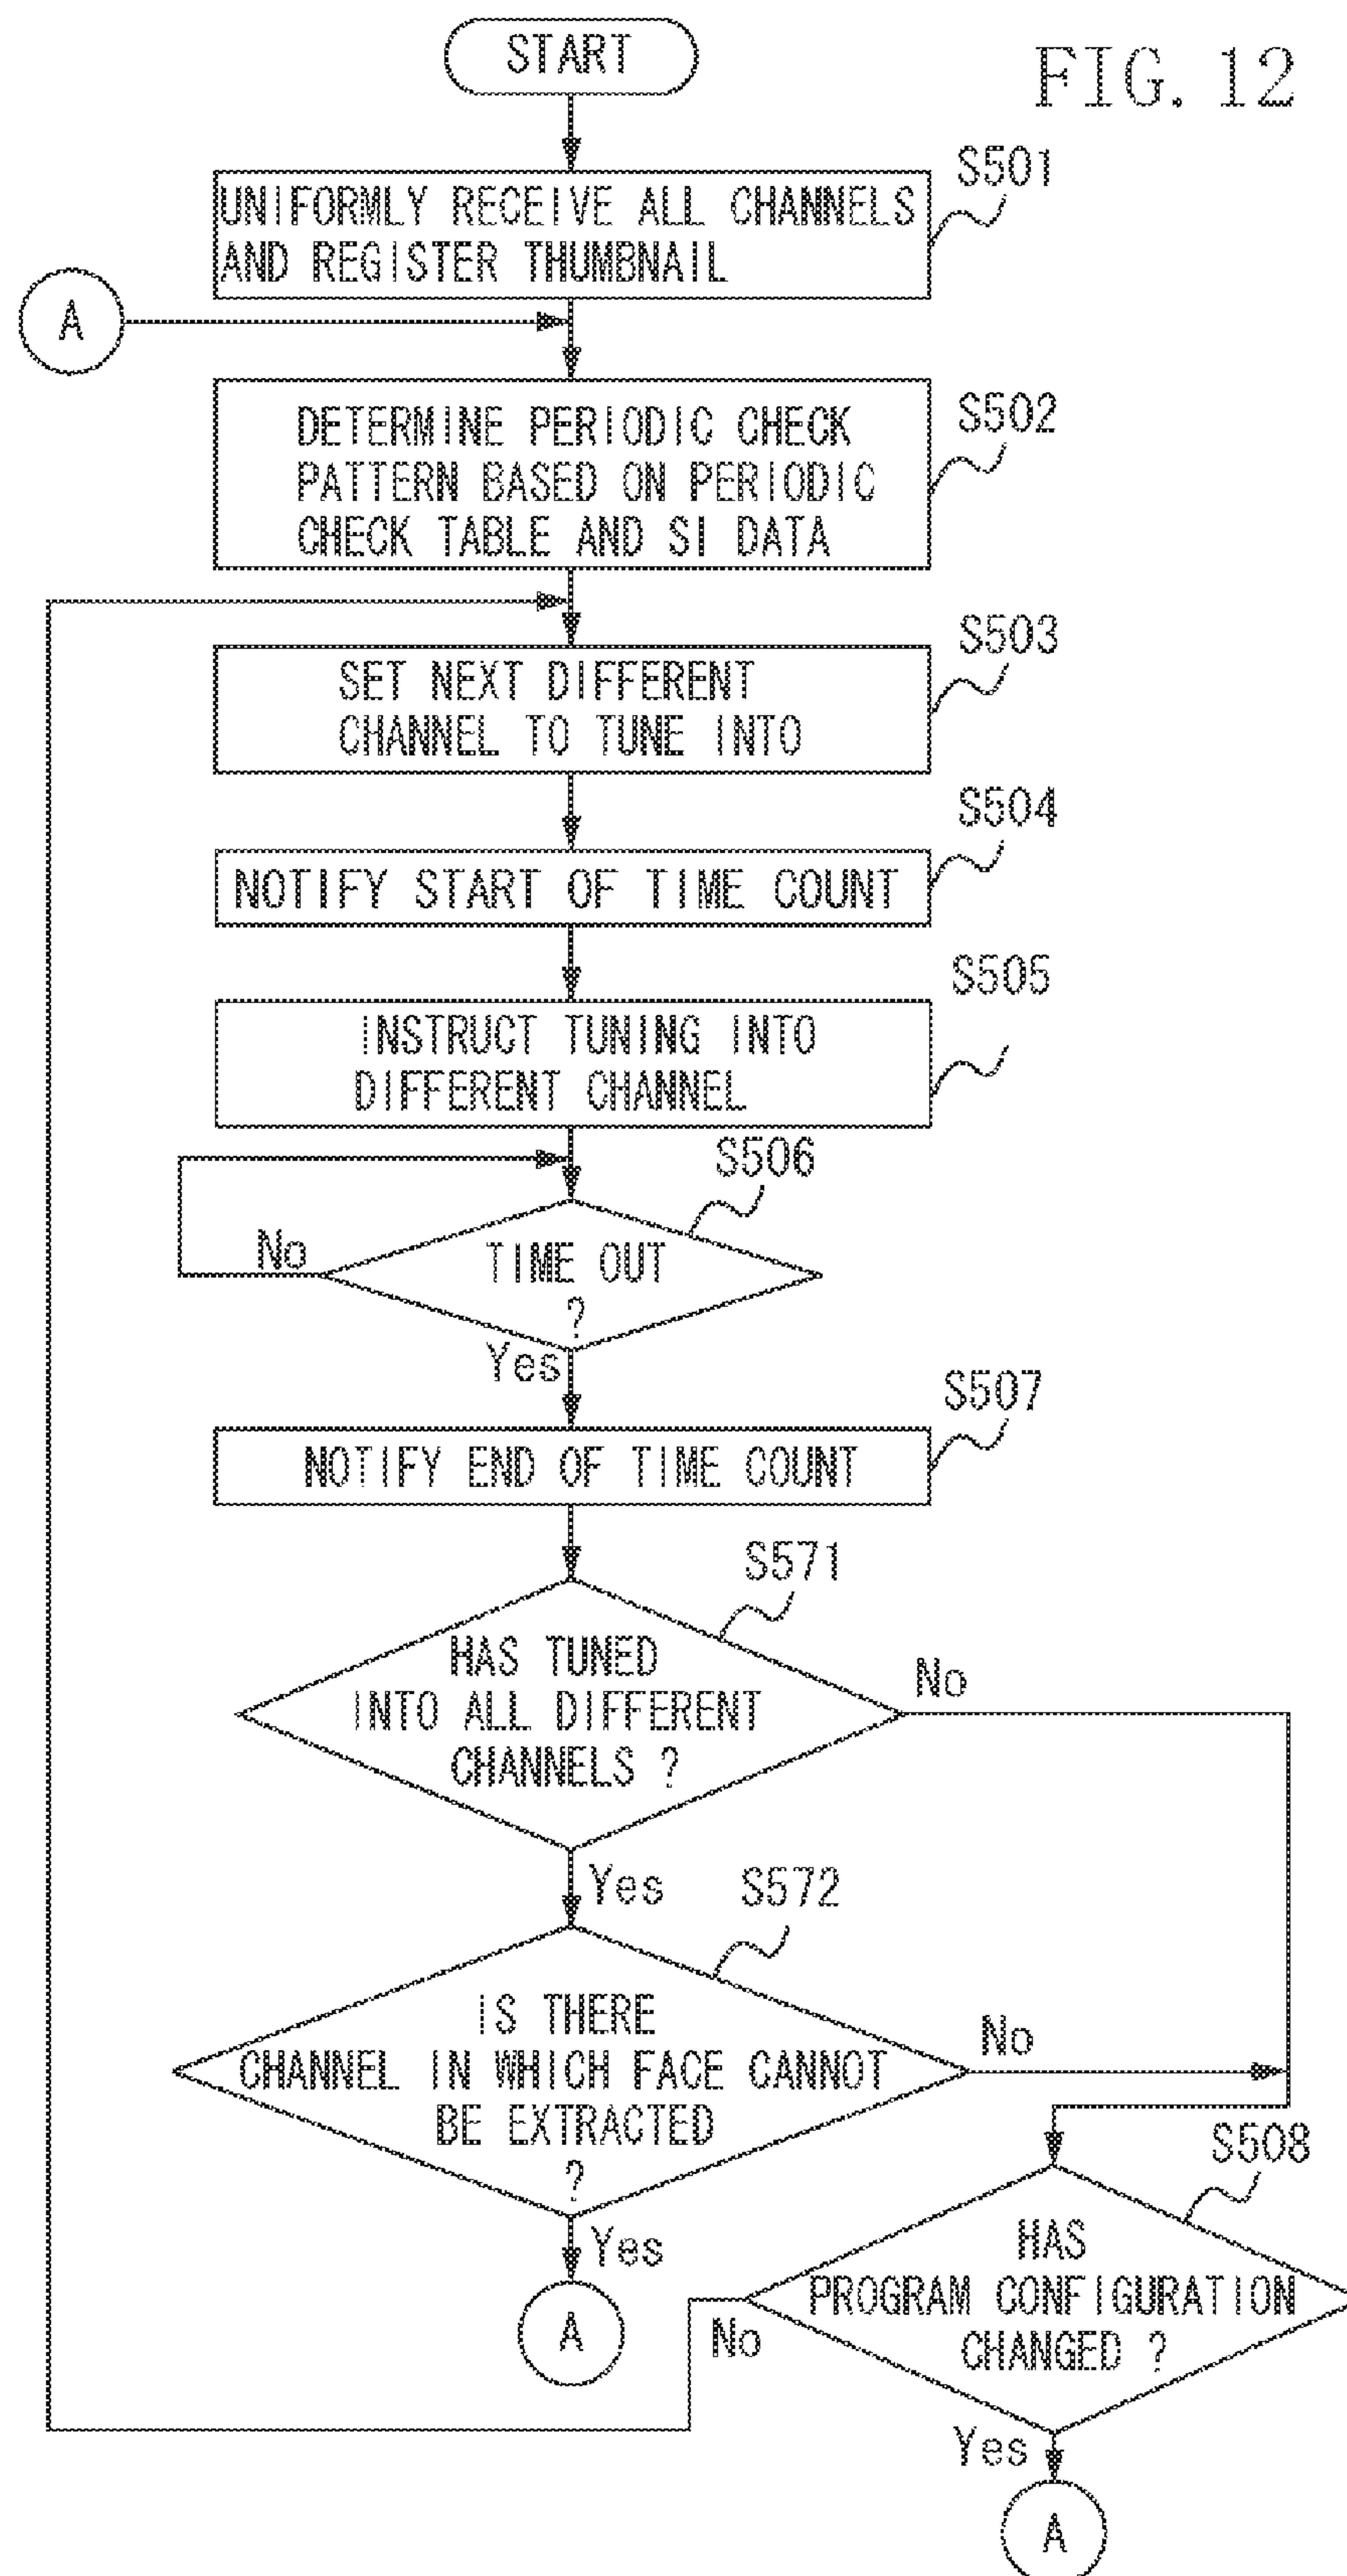 START
FIG. 12
S501
UNIFORMLY RECEIVE ALL CHANNELS
AND REGISTER THUMBNAIL
A
S502
DETERMINE PERIODIC CHECK
PATTERN BASED ON PERIODIC
CHECK TABLE AND SI DATA
S503
SET NEXT DIFFERENT
CHANNEL TO TUNE INTO
S504
NOTIFY START OF TIME COUNT
S505
INSTRUCT TUNING INTO
DIFFERENT CHANNEL
S506
No
TIME OUT
?
Yes
S507
NOTIFY END OF TIME COUNT
S571
HAS TUNED
INTO ALL DIFFERENT
CHANNELS ?
No
Yes
S572
IS THERE
CHANNEL IN WHICH FACE CANNOT
BE EXTRACTED
?
No
Yes
A
S508
HAS
PROGRAM CONFIGURATION
CHANGED ?
No
Yes
A